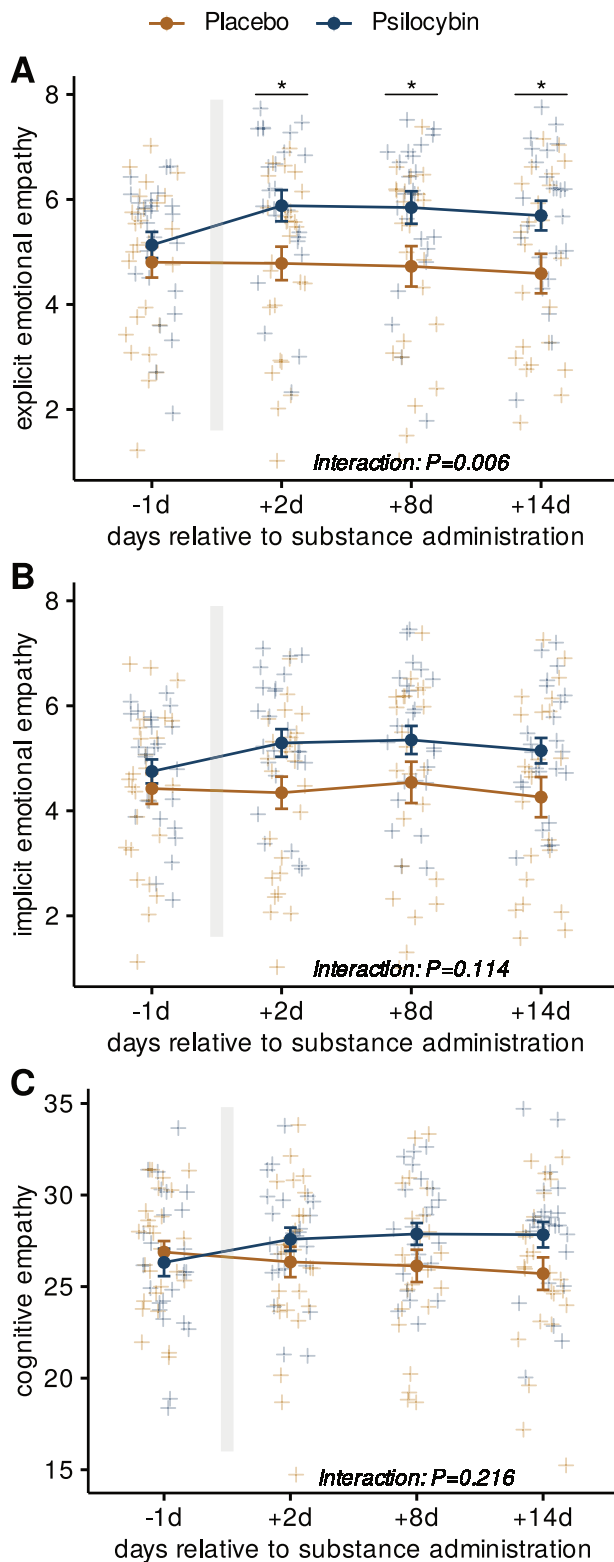 Placebo Psilocybin
A
* * *
8
6
4
2
explicit emotional empathy
Interaction: P=0.006
-1d +2d +8d +14d
days relative to substance administration
B
8
6
4
2
implicit emotional empathy
Interaction: P=0.114
-1d +2d +8d +14d
days relative to substance administration
C
35
30
25
20
15
cognitive empathy
Interaction: P=0.216
-1d +2d +8d +14d
days relative to substance administration